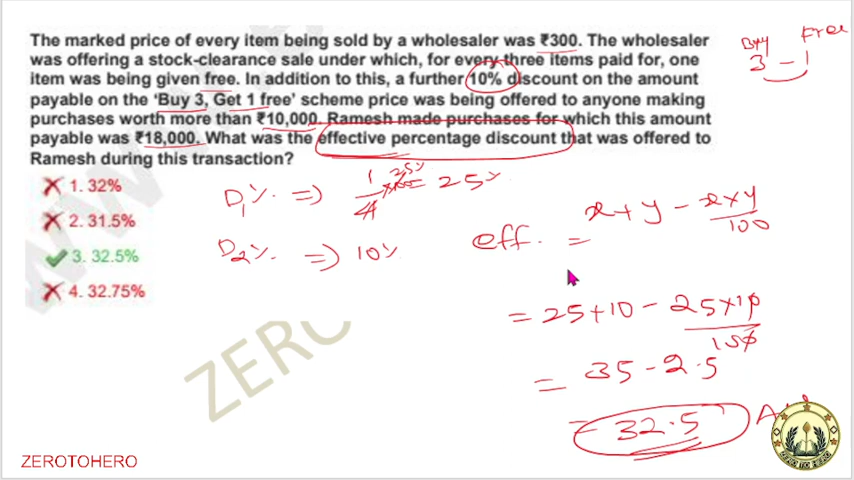 The marked price of every item being sold by a wholesaler was ₹300. The wholesaler
was offering a stock-clearance sale under which, for every three items paid for, one
item was being given free. In addition to this, a further 10% discount on the amount
payable on the 'Buy 3, Get 1 free' scheme price was being offered to anyone making
purchases worth more than ₹10,000. Ramesh made purchases for which this amount
payable was ₹18,000. What was the effective percentage discount that was offered to
Ramesh during this transaction?
Buy Free
3 - 1
1. 32%
2. 31.5%
3. 32.5%
4. 32.75%
D1%. => 1/4 = 25%
D2%. => 10%
eff. = x + y - x×y/100
= 25+10 - 25×10/100
= 35 - 2.5
= 32.5
ZERO
ZEROTOHERO